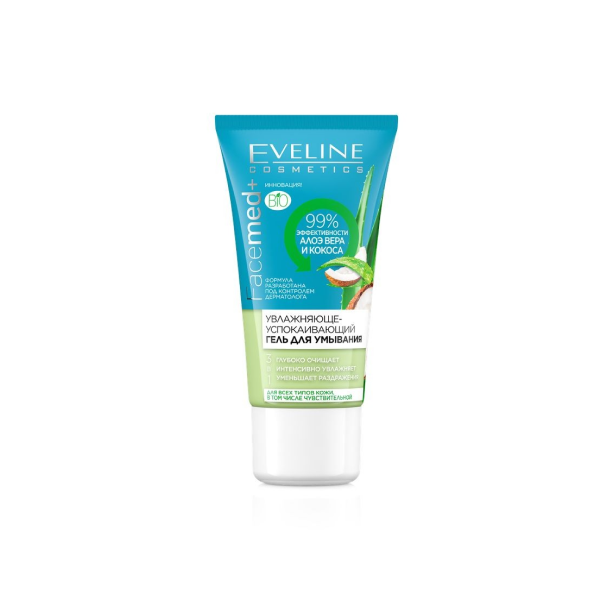 EVELINE
COSMETICS
Facemed+
ИННОВАЦИЯ
BIO
99%
ЭФФЕКТИВНОСТИ
АЛОЭ ВЕРА
И КОКОСА
ФОРМУЛА
РАЗРАБОТАНА
ПОД КОНТРОЛЕМ
ДЕРМАТОЛОГА
УВЛАЖНЯЮЩЕ-
УСПОКАИВАЮЩИЙ
ГЕЛЬ ДЛЯ УМЫВАНИЯ
ГЛУБОКО ОЧИЩАЕТ
ИНТЕНСИВНО УВЛАЖНЯЕТ
УМЕНЬШАЕТ РАЗДРАЖЕНИЯ
ДЛЯ ВСЕХ ТИПОВ КОЖИ,
В ТОМ ЧИСЛЕ ЧУВСТВИТЕЛЬНОЙ